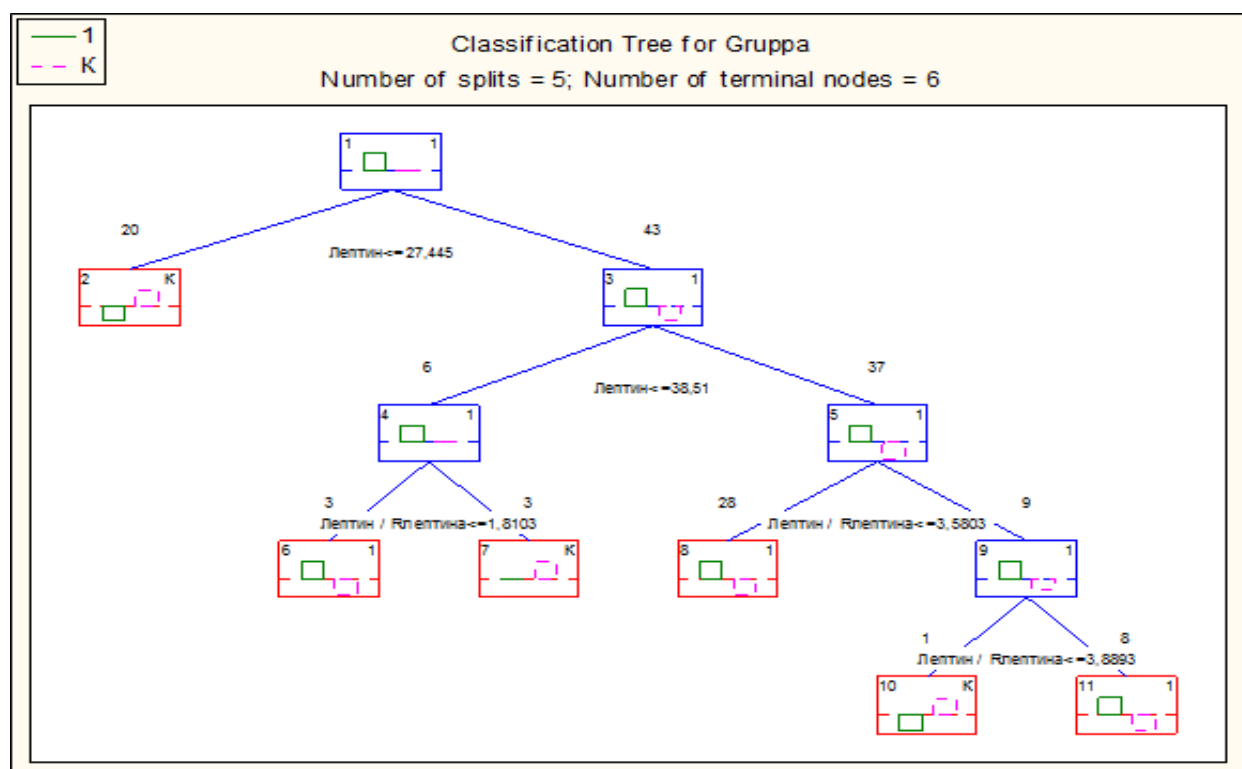 1
К
Classification Tree for Gruppa
Number of splits = 5; Number of terminal nodes = 6
1 1
20 43
Лептин<=27,445
2 К
3 1
6 37
Лептин<=38,51
4 1
5 1
3 3
Лептин / Rлептина<=1,8103
28 9
Лептин / Rлептина<=3,5803
6 1
7 К
8 1
9 1
1 8
Лептин / Rлептина<=3,8893
10 К
11 1